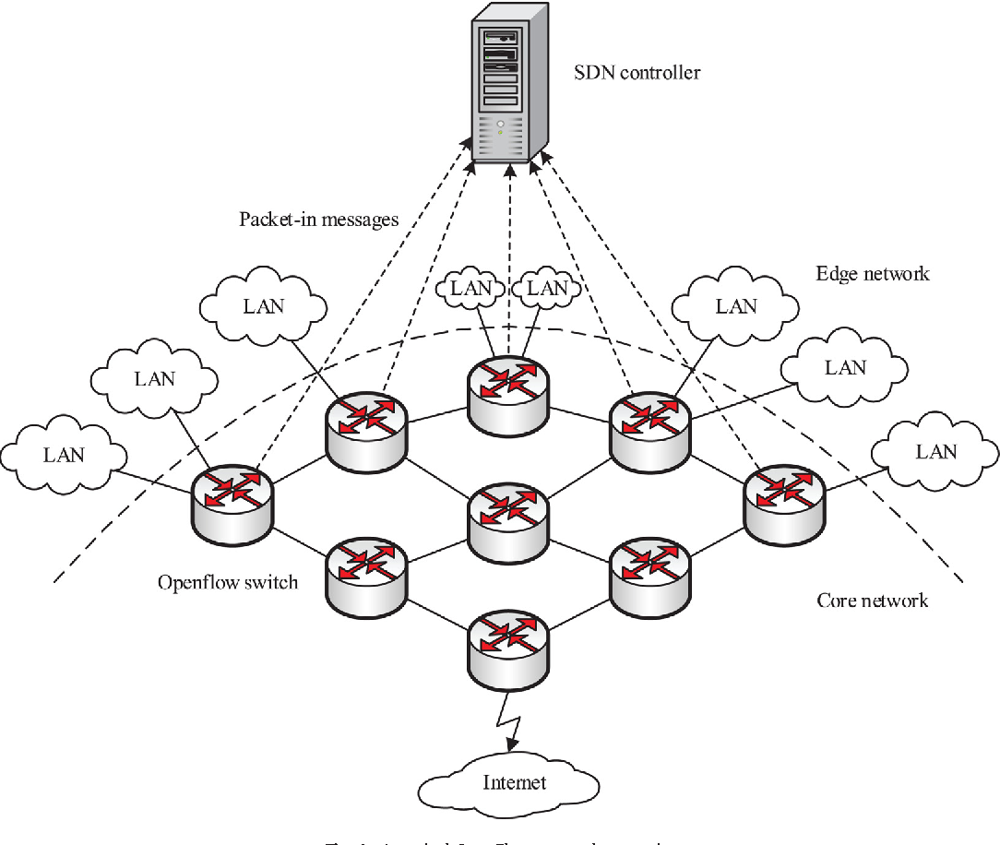 SDN controller
Packet-in messages
Edge network
LAN
LAN
LAN
LAN
LAN
LAN
LAN
LAN
Openflow switch
Core network
Internet